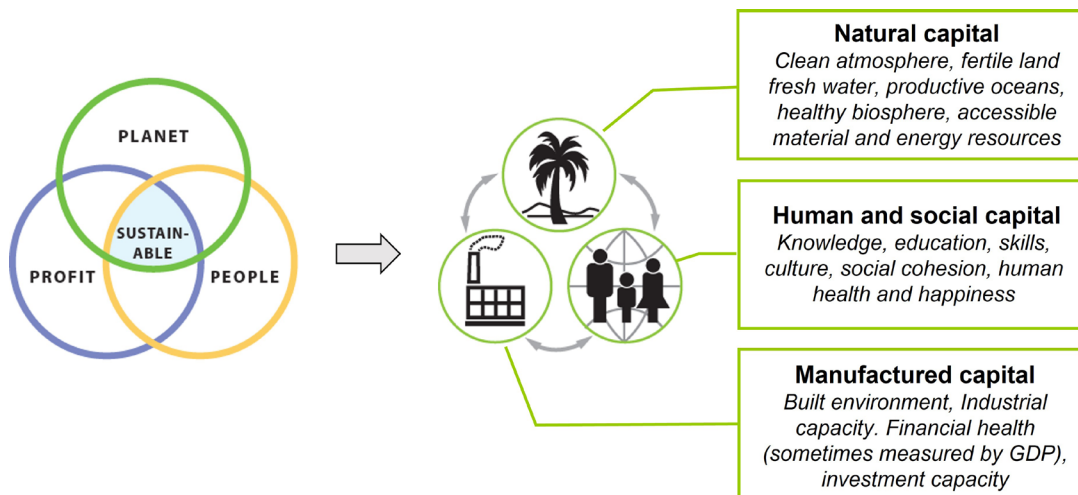 PLANET
SUSTAIN-
ABLE
PROFIT
PEOPLE
Natural capital
Clean atmosphere, fertile land
fresh water, productive oceans,
healthy biosphere, accessible
material and energy resources
Human and social capital
Knowledge, education, skills,
culture, social cohesion, human
health and happiness
Manufactured capital
Built environment, Industrial
capacity. Financial health
(sometimes measured by GDP),
investment capacity